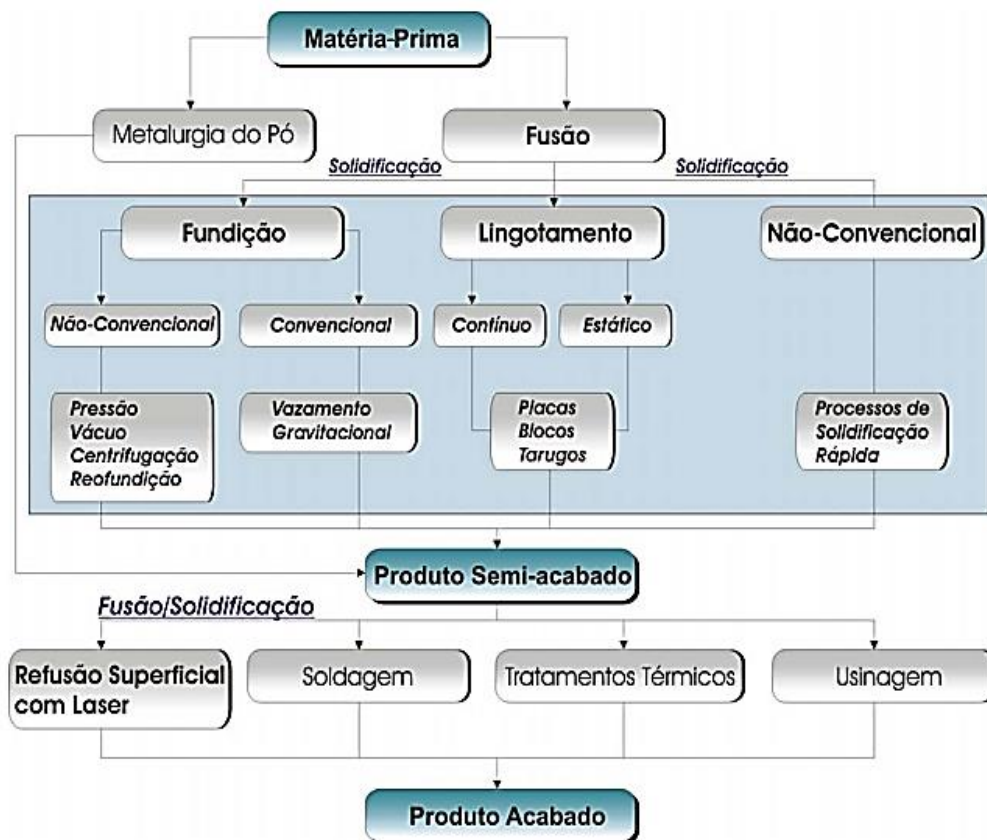 Matéria-Prima
Metalurgia do Pó
Fusão
Solidificação
Solidificação
Fundição
Lingotamento
Não-Convencional
Não-Convencional
Convencional
Contínuo
Estático
Pressão
Vácuo
Centrifugação
Reofundição
Vazamento
Gravitacional
Placas
Blocos
Tarugos
Processos de
Solidificação
Rápida
Produto Semi-acabado
Fusão/Solidificação
Refusão Superficial
com Laser
Soldagem
Tratamentos Térmicos
Usinagem
Produto Acabado